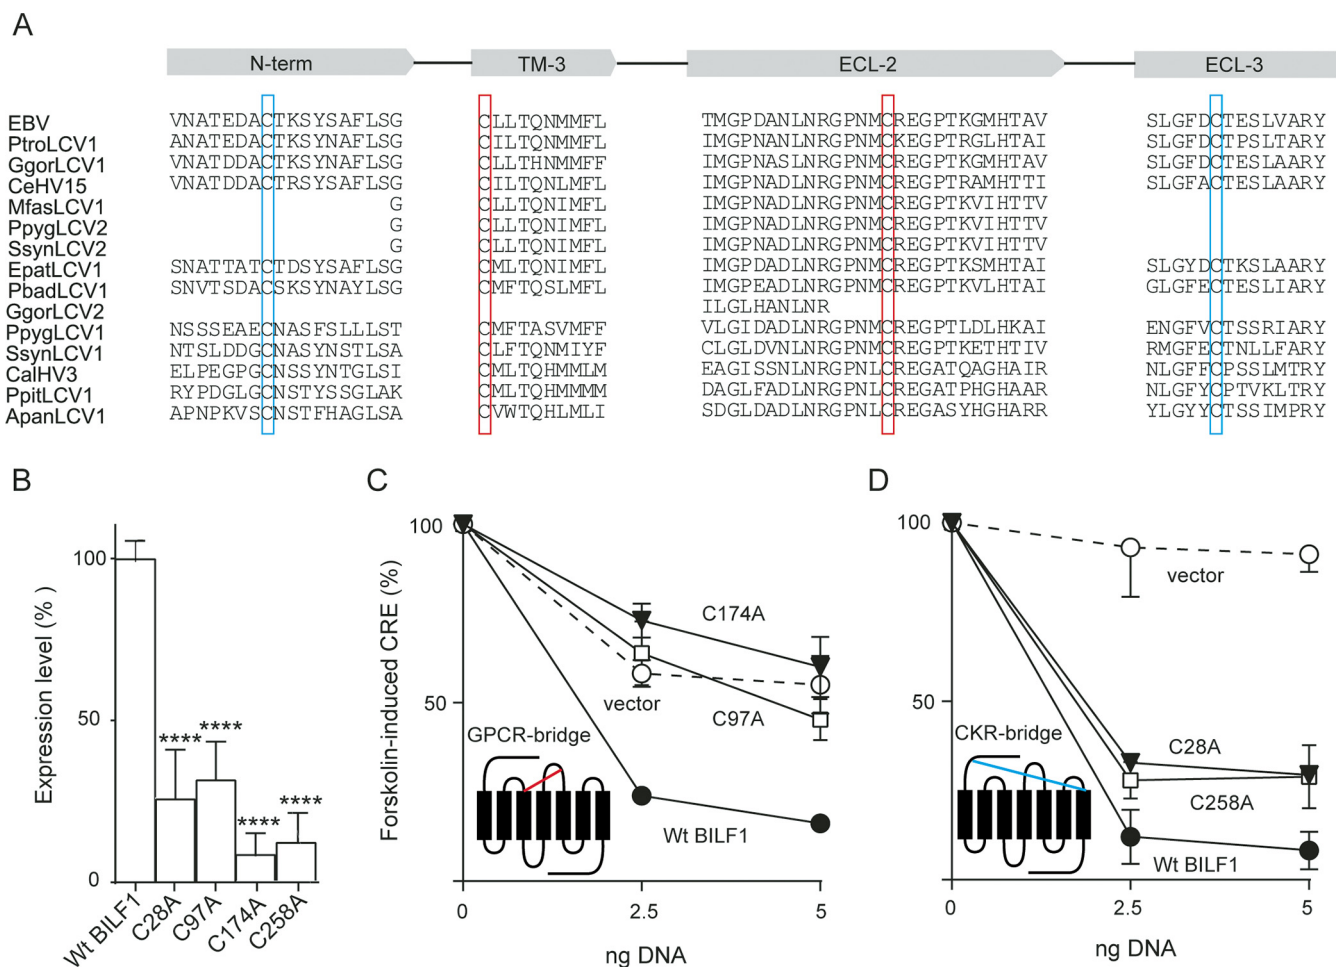 A
N-term TM-3 ECL-2 ECL-3
EBV VNATEDACTKSYSAFLSG CLLTQNMMFL TMGPDANLNRGPNMCREGPTKGMHTAV SLGFDCTESLVARY
PtroLCV1 ANATEDACTKSYSAFLSG CILTQNMMFL IMGPNADLNRGPNMCKEGPTRGLHTAI SLGFDCTPSLTARY
GgorLCV1 VNATDDACTKSYSAFLSG CLLTHNMMFF IMGPNASLNRGPNMCREGPTKGMHTAV SLGFDCTESLAARY
CeHV15 VNATDDACTRSYSAFLSG CILTQNLMFL IMGPNADLNRGPNMCREGPTRAMHTTI SLGFACTESLAARY
MfasLCV1 G CLLTQNIMFL IMGPNADLNRGPNMCREGPTKVIHTTV
PpygLCV2 G CLLTQNIMFL IMGPNADLNRGPNMCREGPTKVIHTTV
SsynLCV2 G CLLTQNIMFL IMGPNADLNRGPNMCREGPTKVIHTTV
EpatLCV1 SNATTATCTDSYSAFLSG CMLTQNIMFL IMGPDADLNRGPNMCREGPTKSMHTAI SLGYDCTKSLAARY
PbadLCV1 SNVTSDACSKSYNAYLSG CMFTQSLMFL IMGPEADLNRGPNMCREGPTKVLHTAI GLGFECTESLIARY
GgorLCV2 ILGLHANLNR
PpygLCV1 NSSSEAECNASFSLLLST CMFTASVMFF VLGIDADLNRGPNMCREGPTLDLHKAI ENGFVCTSSRIARY
SsynLCV1 NTSLDDGCNASYNSTLSA CLFTQNMIYF CLGLDVNLNRGPNMCREGPTKETHTIV RMGFECTNLLFARY
CalHV3 ELPEGPGCNSSYNTGLSI CMLTQHMMLM EAGISSNLNRGPNMCREGATQAGHAIR NLGFFCPSSLMTRY
PpitLCV1 RYPDGLGCNSTYSSGLAK CMLTQHMMMM DAGLFADLNRGPNMCREGATPHGHAAR NLGFYCPTVKLTRY
ApanLCV1 APNPKVSCNSTFHAGLSA CVWTQHLMLI SDGLDADLNRGPNLCREGASYHGHARR YLGYYCTSSIMPRY
B
Expression level (%)
100
50
0
****
****
****
****
Wt BILF1
C28A
C97A
C174A
C258A
C
Forskolin-induced CRE (%)
100
50
C174A
vector
C97A
GPCR-bridge
Wt BILF1
0 2.5 5
ng DNA
D
100
50
vector
CKR-bridge
C28A
C258A
Wt BILF1
0 2.5 5
ng DNA